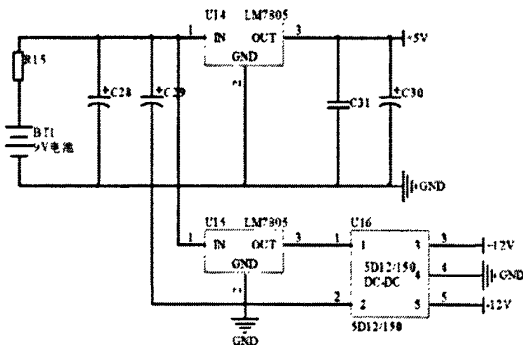 U14 LM7805
1 IN OUT 3
GND
+5V
R15
C28
C29
C31
C30
BT1
9V电池
GND
U15 LM7805
1 IN OUT 3
GND
GND
U16
1 1 3 3
-12V
5D12/150
DC-DC
4 4
GND
2 2 5 5
-12V
5D12/150